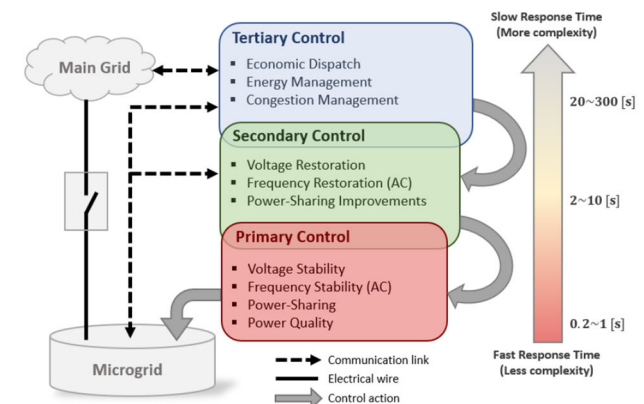 Main Grid
Microgrid
Tertiary Control
▪ Economic Dispatch
▪ Energy Management
▪ Congestion Management
Secondary Control
▪ Voltage Restoration
▪ Frequency Restoration (AC)
▪ Power-Sharing Improvements
Primary Control
▪ Voltage Stability
▪ Frequency Stability (AC)
▪ Power-Sharing
▪ Power Quality
Communication link
Electrical wire
Control action
Slow Response Time
(More complexity)
20~300 [s]
2~10 [s]
0.2~1 [s]
Fast Response Time
(Less complexity)